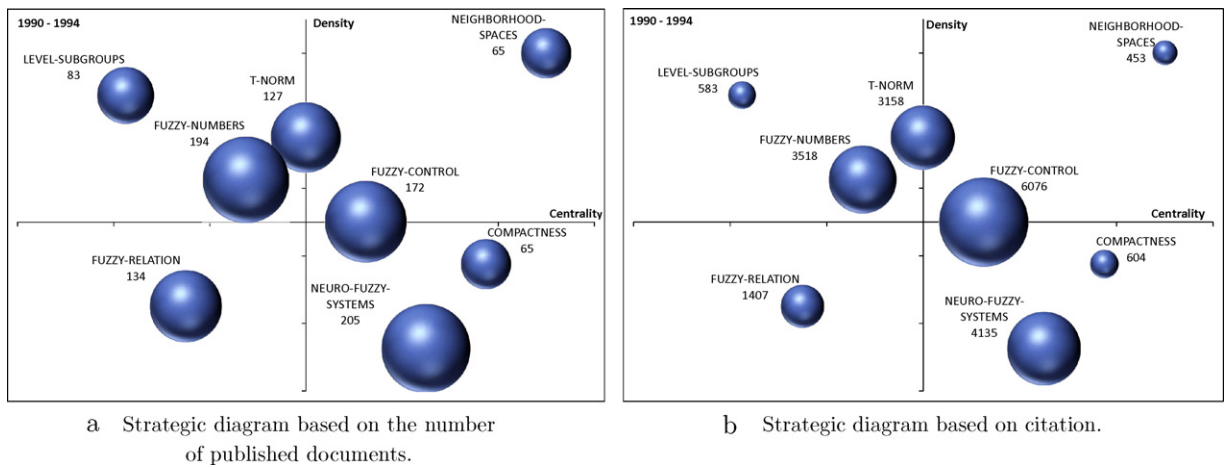 1990 - 1994
Density
NEIGHBORHOOD-
SPACES
65
LEVEL-SUBGROUPS
83
T-NORM
127
FUZZY-NUMBERS
194
FUZZY-CONTROL
172
Centrality
COMPACTNESS
65
FUZZY-RELATION
134
NEURO-FUZZY-
SYSTEMS
205
a Strategic diagram based on the number
of published documents.
1990 - 1994
Density
NEIGHBORHOOD-
SPACES
453
LEVEL-SUBGROUPS
583
T-NORM
3158
FUZZY-NUMBERS
3518
FUZZY-CONTROL
6076
Centrality
COMPACTNESS
604
FUZZY-RELATION
1407
NEURO-FUZZY-
SYSTEMS
4135
b Strategic diagram based on citation.